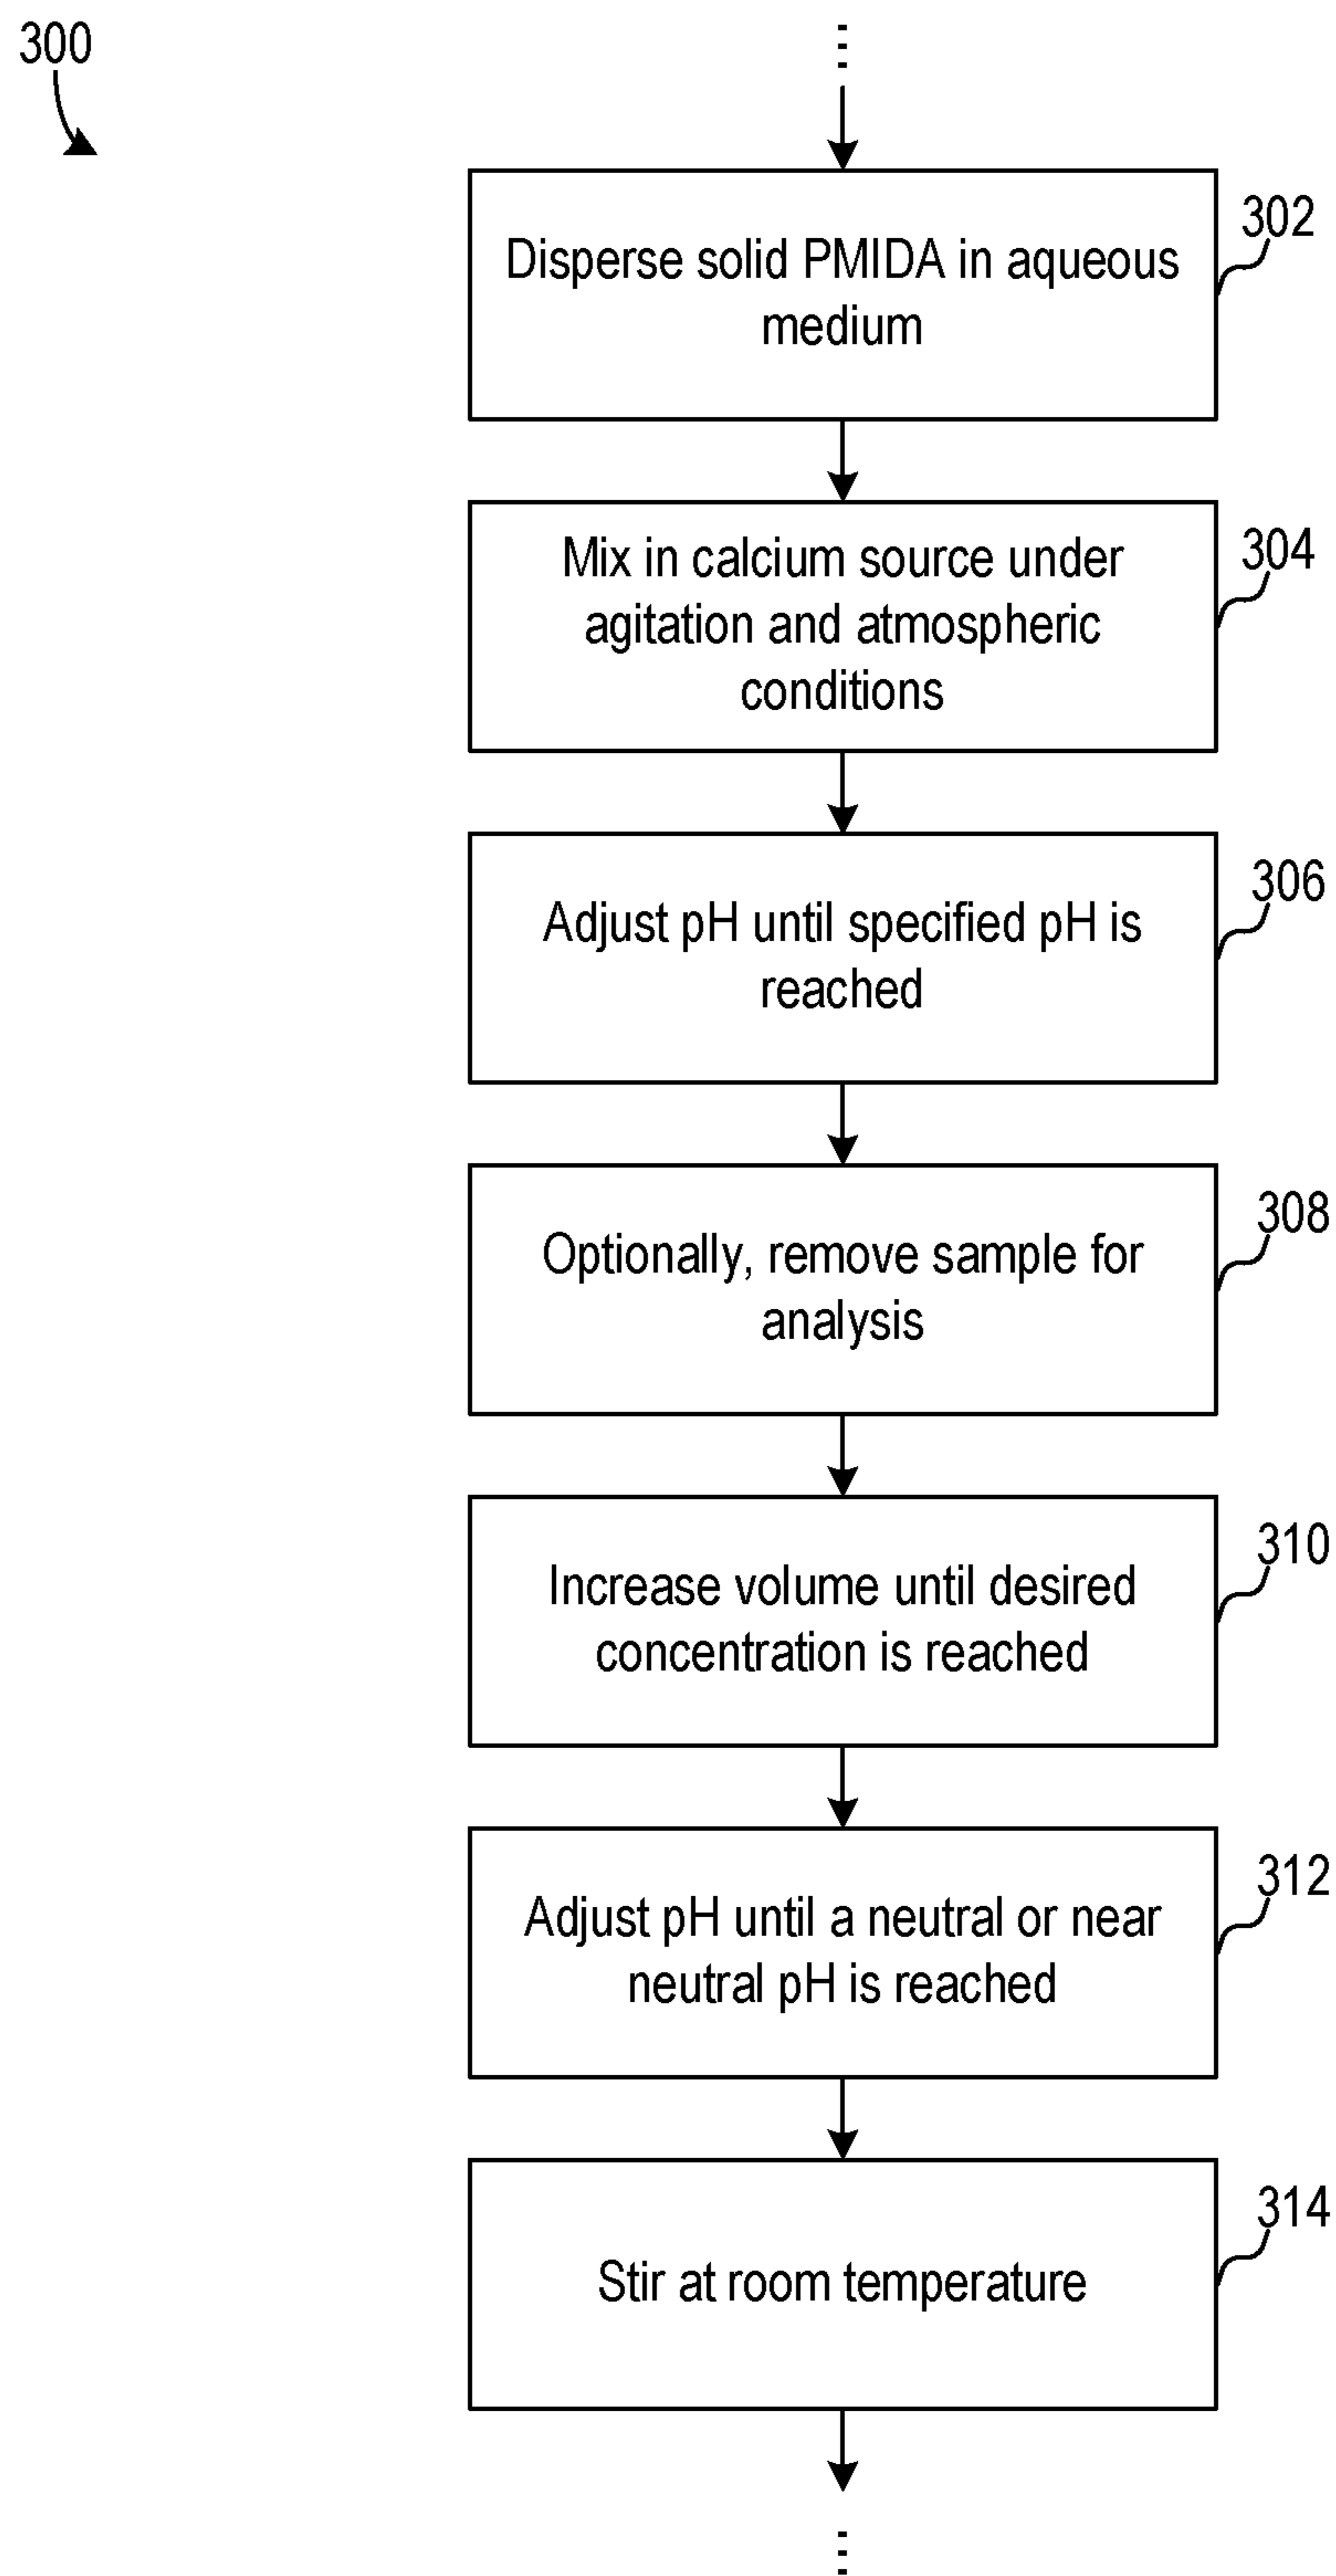 300
Disperse solid PMIDA in aqueous
medium
302
Mix in calcium source under
agitation and atmospheric
conditions
304
Adjust pH until specified pH is
reached
306
Optionally, remove sample for
analysis
308
Increase volume until desired
concentration is reached
310
Adjust pH until a neutral or near
neutral pH is reached
312
Stir at room temperature
314